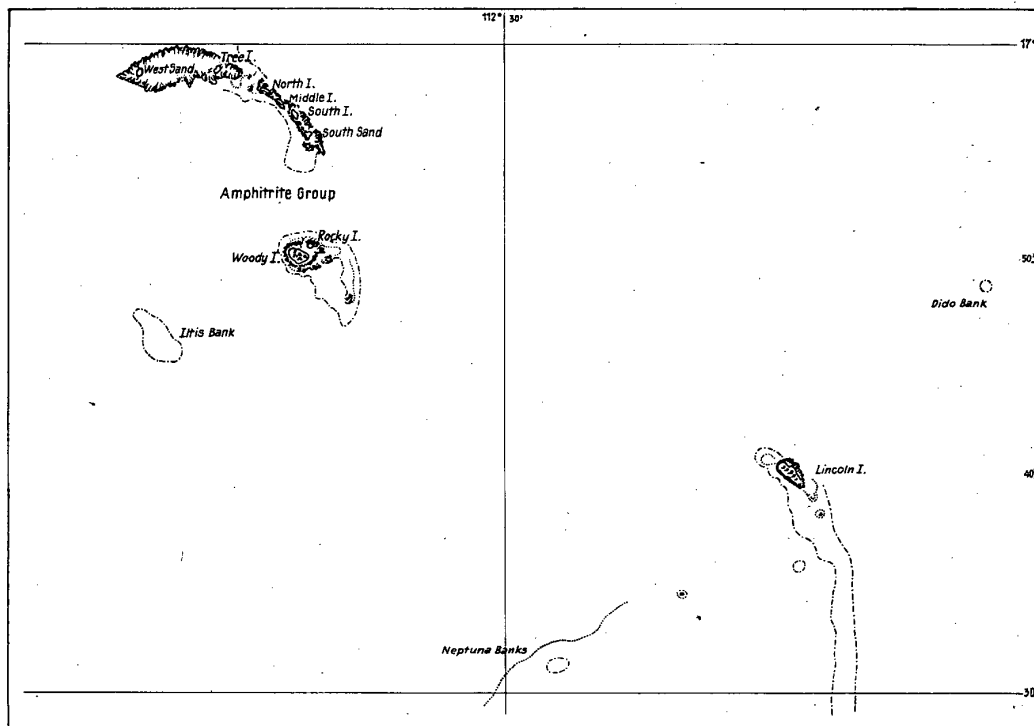 112° 30'
17°
West Sand
Tree I.
North I.
Middle I.
South I.
South Sand
Amphitrite Group
Rocky I.
Woody I.
50'
Dido Bank
Iltis Bank
Lincoln I.
40'
Neptuna Banks
30'